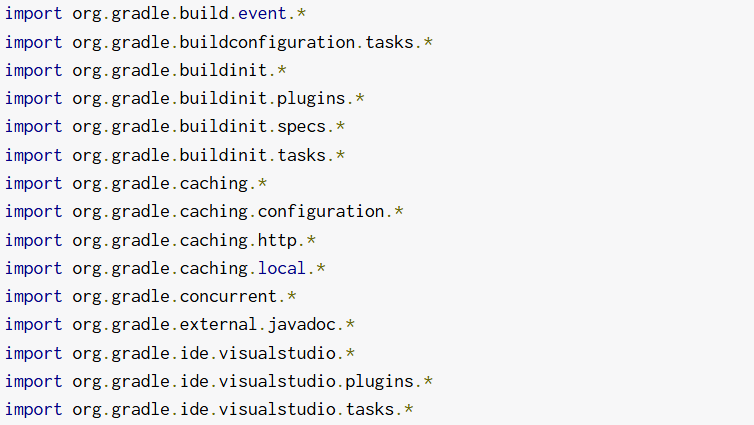 import org.gradle.build.event.*
import org.gradle.buildconfiguration.tasks.*
import org.gradle.buildinit.*
import org.gradle.buildinit.plugins.*
import org.gradle.buildinit.specs.*
import org.gradle.buildinit.tasks.*
import org.gradle.caching.*
import org.gradle.caching.configuration.*
import org.gradle.caching.http.*
import org.gradle.caching.local.*
import org.gradle.concurrent.*
import org.gradle.external.javadoc.*
import org.gradle.ide.visualstudio.*
import org.gradle.ide.visualstudio.plugins.*
import org.gradle.ide.visualstudio.tasks.*